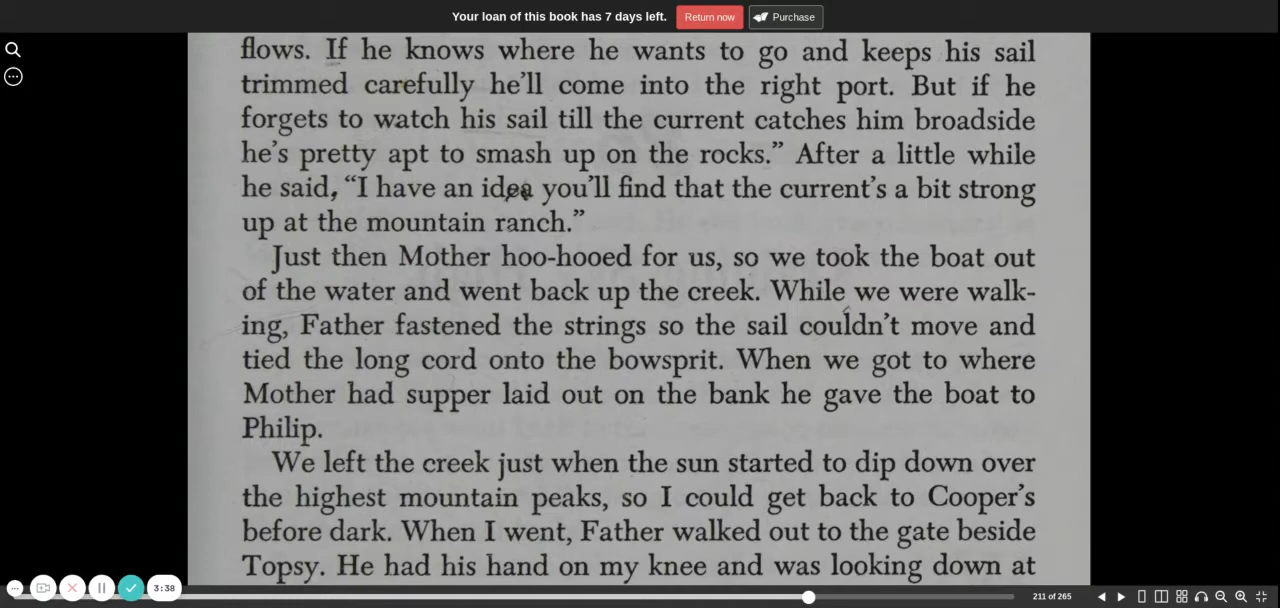 Your loan of this book has 7 days left. Return now Purchase
flows. If he knows where he wants to go and keeps his sail
trimmed carefully he'll come into the right port. But if he
forgets to watch his sail till the current catches him broadside
he's pretty apt to smash up on the rocks.” After a little while
he said, “I have an idea you'll find that the current's a bit strong
up at the mountain ranch.”
Just then Mother hoo-hooed for us, so we took the boat out
of the water and went back up the creek. While we were walk-
ing, Father fastened the strings so the sail couldn't move and
tied the long cord onto the bowsprit. When we got to where
Mother had supper laid out on the bank he gave the boat to
Philip.
We left the creek just when the sun started to dip down over
the highest mountain peaks, so I could get back to Cooper's
before dark. When I went, Father walked out to the gate beside
Topsy. He had his hand on my knee and was looking down at
3:38
211 of 265